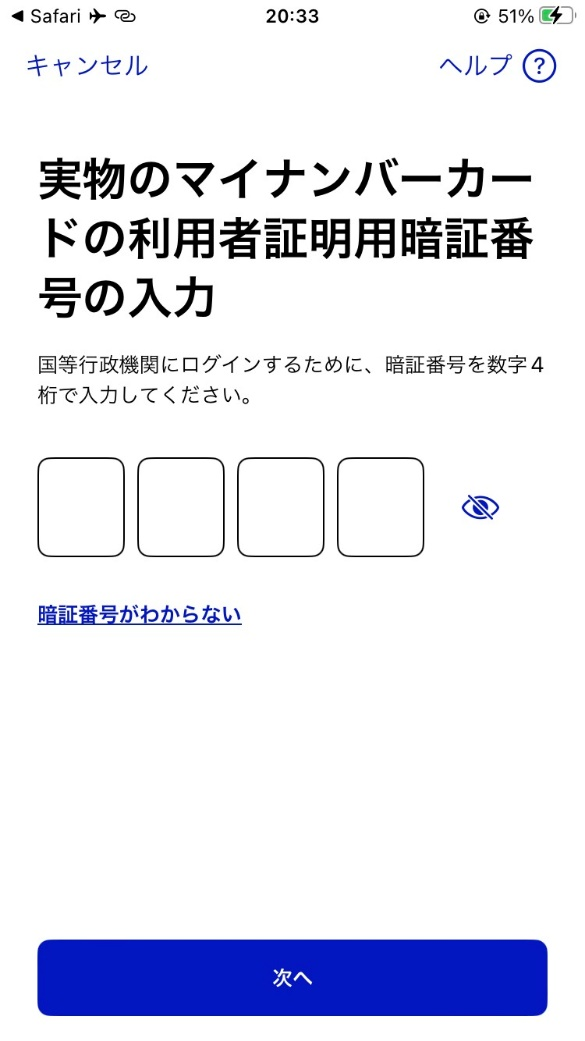 Safari 20:33 51%
キャンセル ヘルプ ?
実物のマイナンバーカー
ドの利用者証明用暗証番
号の入力
国等行政機関にログインするために、暗証番号を数字4
桁で入力してください。
暗証番号がわからない
次へ